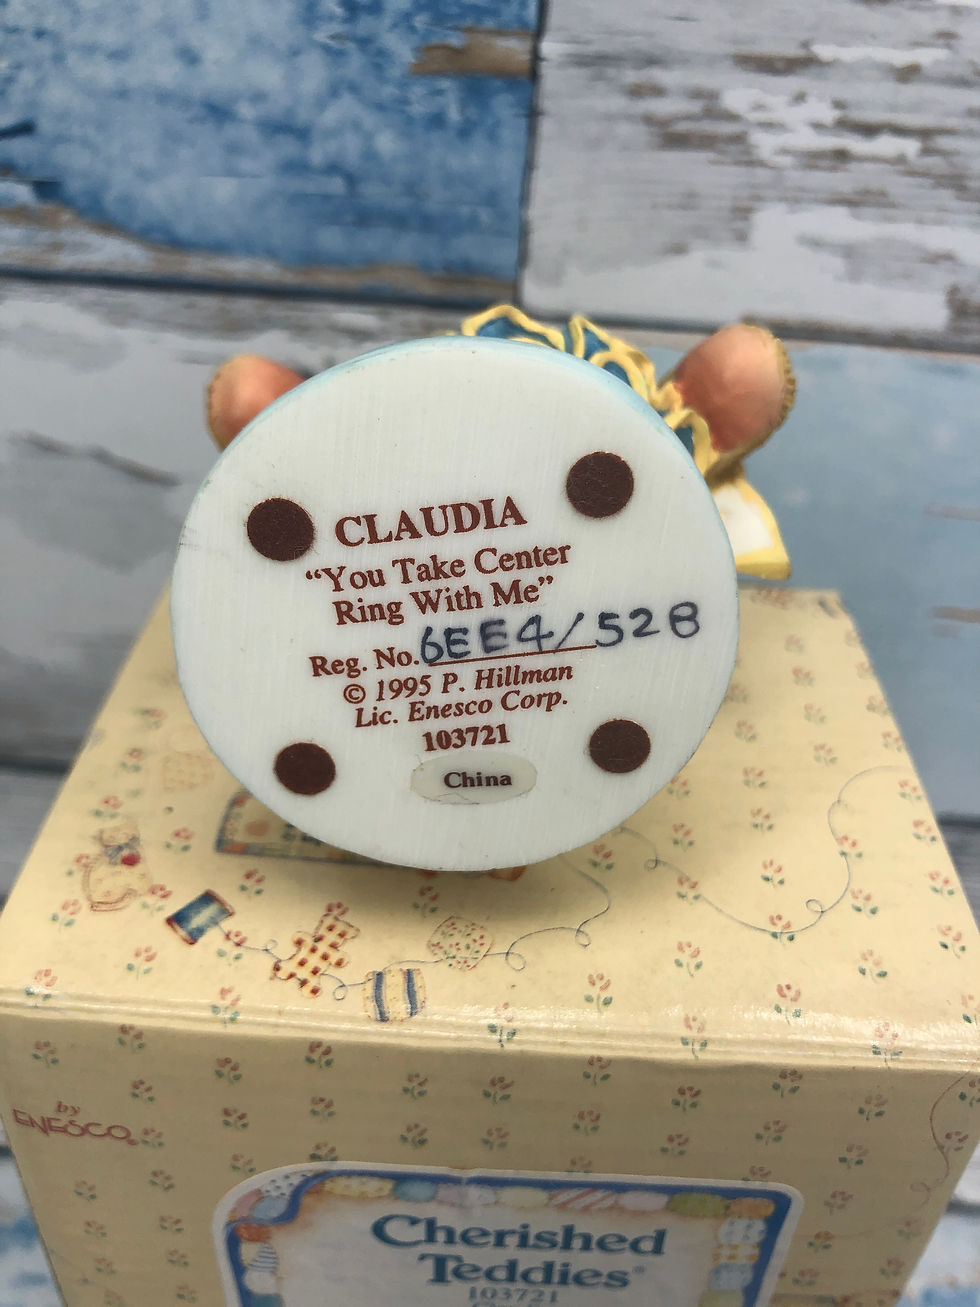 CLAUDIA
“You Take Center
Ring With Me”
Reg. No. 6EE4/528
© 1995 P. Hillman
Lic. Enesco Corp.
103721
China
by
ENESCO®
Cherished
Teddies®
103721